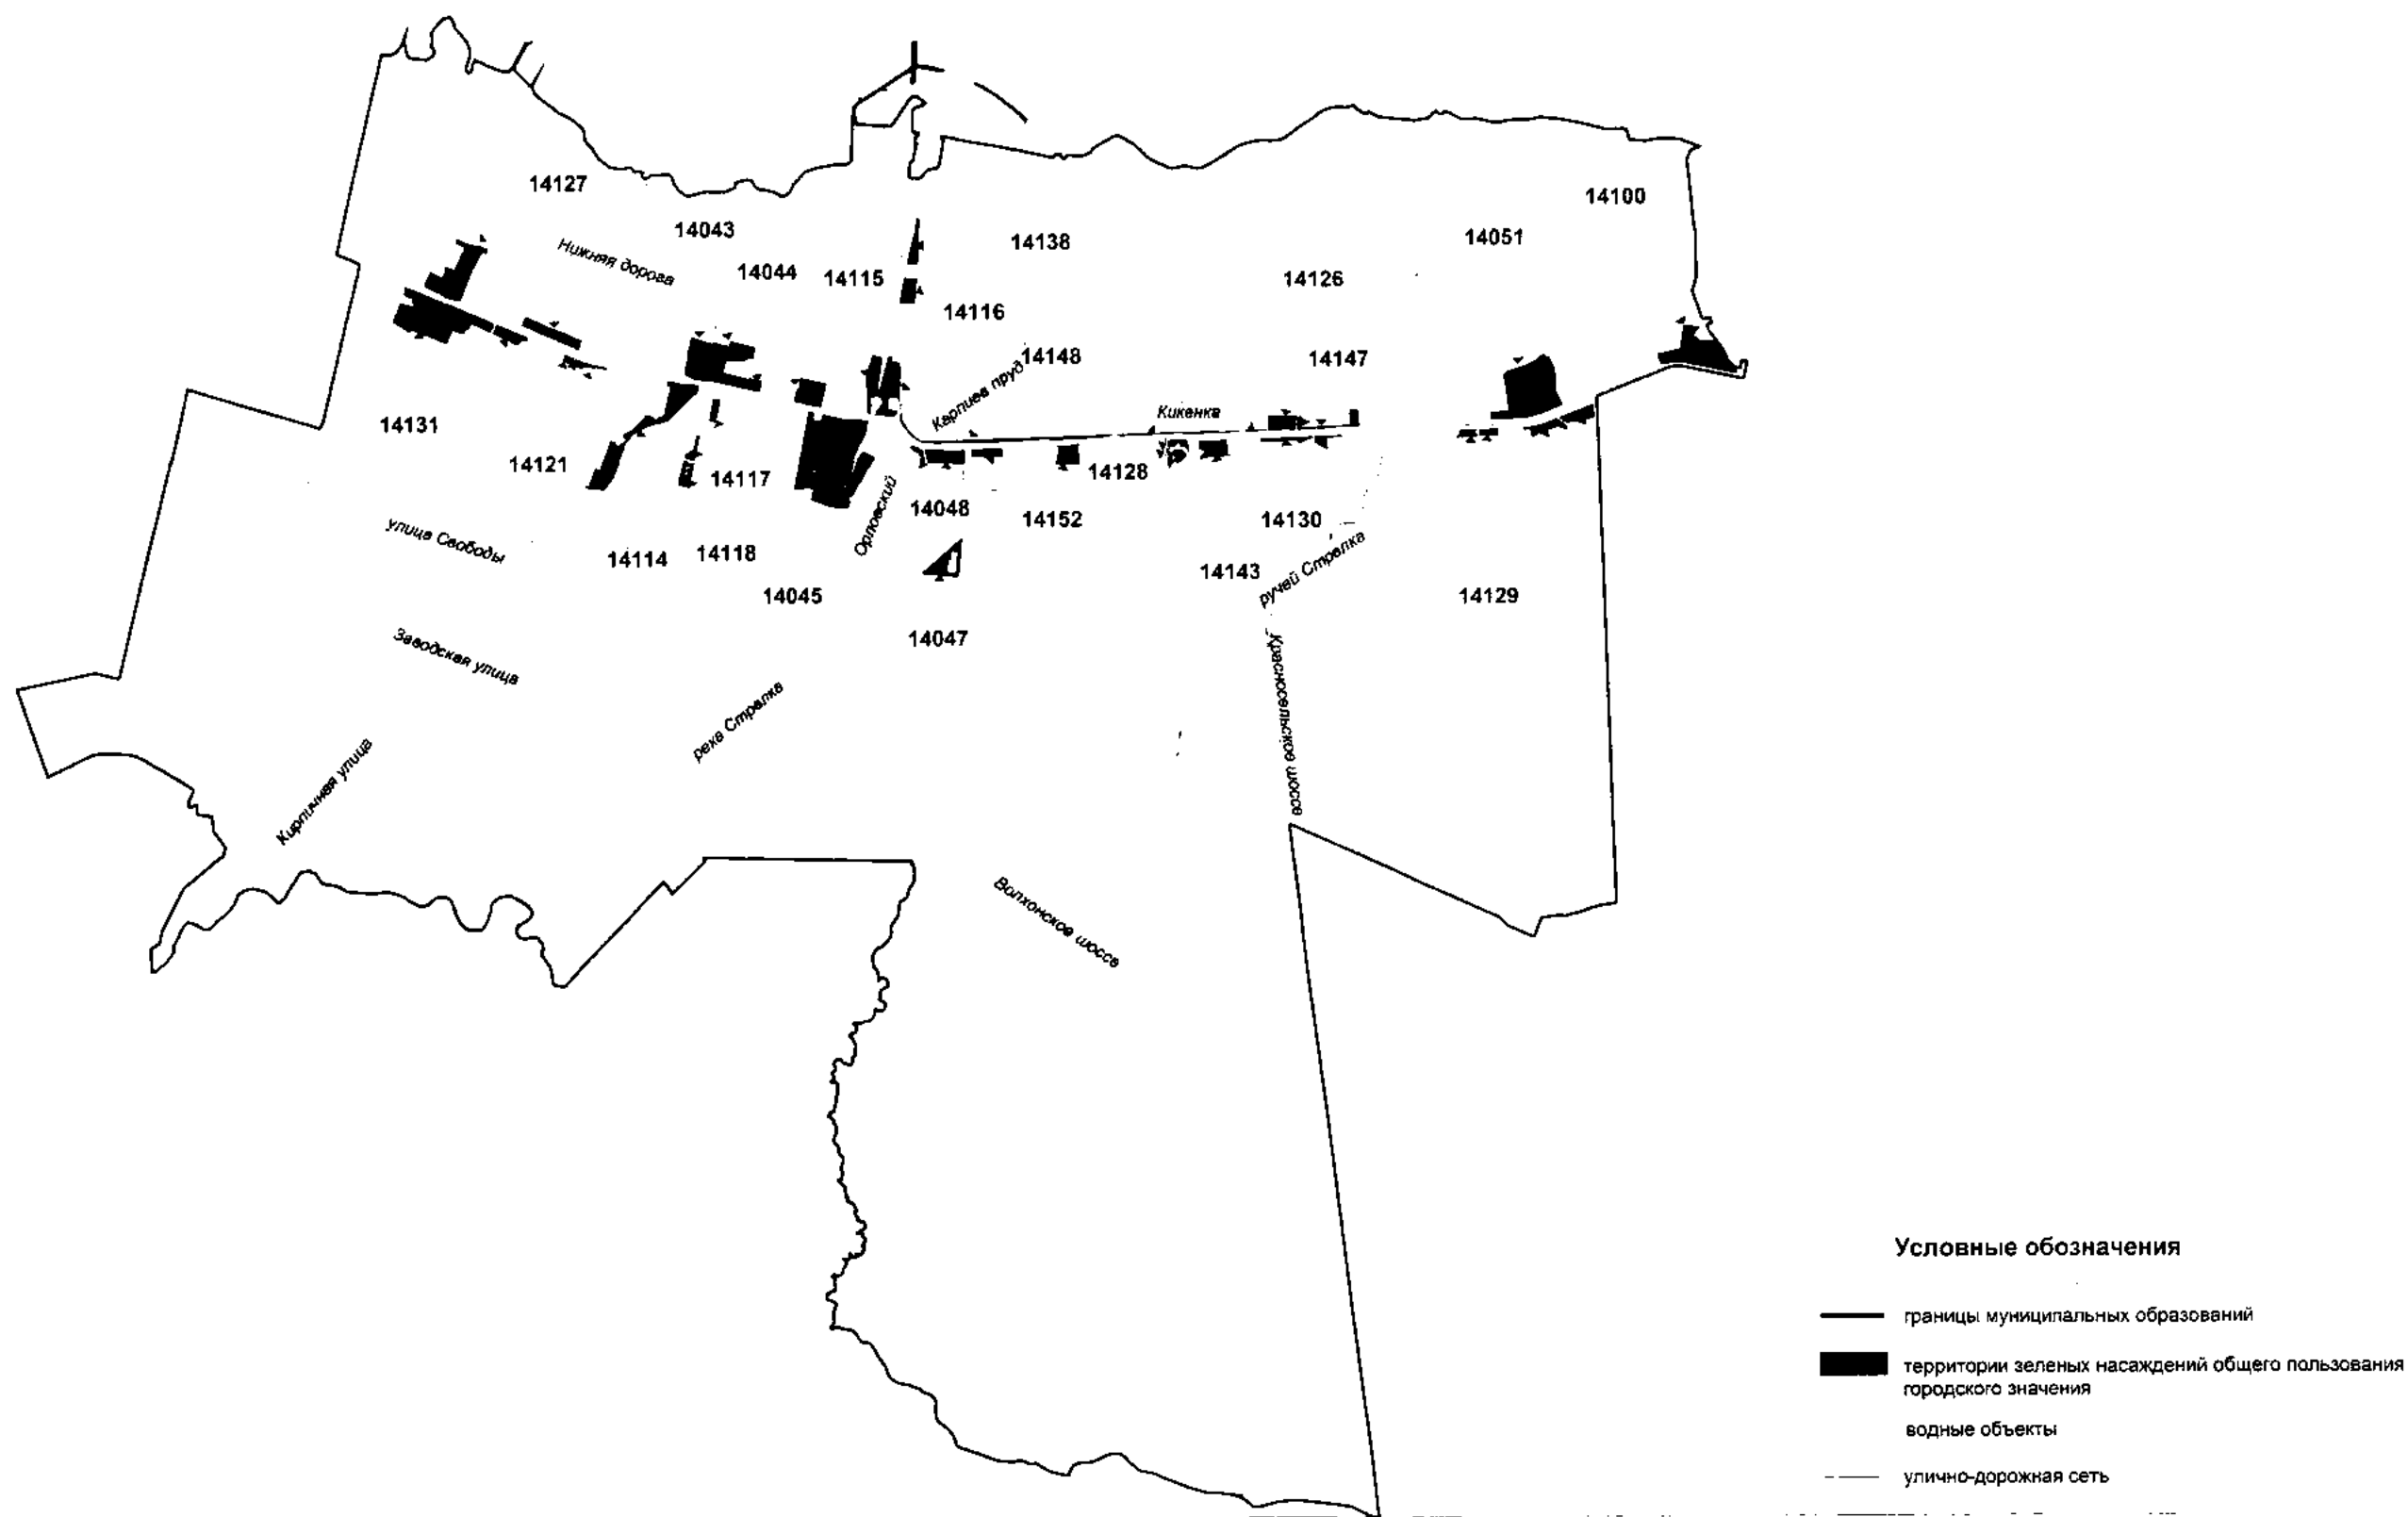 14127
14100
14043
14138
14051
Нижняя дорога
14044
14115
14126
14116
14148
14147
Карпиев пруд
Кикенка
14131
14121
14117
14128
Орловский
14048
14152
14130
улица Свободы
14114
14118
14143
ручей Стрелка
14045
14129
14047
Заводская улица
Красносельское шоссе
река Стрелка
Кирпичная улица
Волхонское шоссе
Условные обозначения
границы муниципальных образований
территории зеленых насаждений общего пользования
городского значения
водные объекты
улично-дорожная сеть